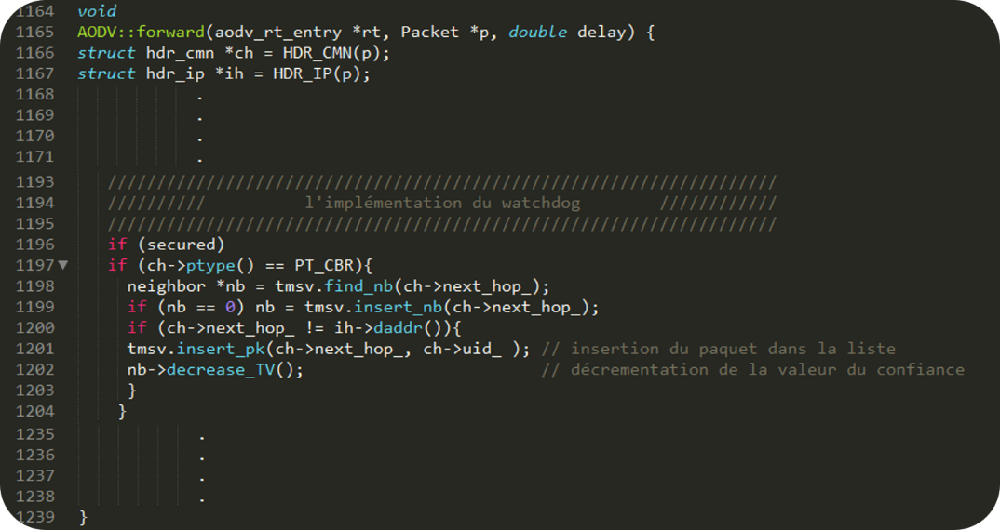 1164 void
1165 AODV::forward(aodv_rt_entry *rt, Packet *p, double delay) {
1166 struct hdr_cmn *ch = HDR_CMN(p);
1167 struct hdr_ip *ih = HDR_IP(p);
1168 .
1169 .
1170 .
1171 .
1193 ////////////////////////////////////////////////////////////////////
1194 ////////// l'implémentation du watchdog ////////////
1195 ////////////////////////////////////////////////////////////////////
1196 if (secured)
1197 if (ch->ptype() == PT_CBR){
1198 neighbor *nb = tmsv.find_nb(ch->next_hop_);
1199 if (nb == 0) nb = tmsv.insert_nb(ch->next_hop_);
1200 if (ch->next_hop_ != ih->daddr()){
1201 tmsv.insert_pk(ch->next_hop_, ch->uid_ ); // insertion du paquet dans la liste
1202 nb->decrease_TV(); // décrementation de la valeur du confiance
1203 }
1204 }
1235 .
1236 .
1237 .
1238 .
1239 }